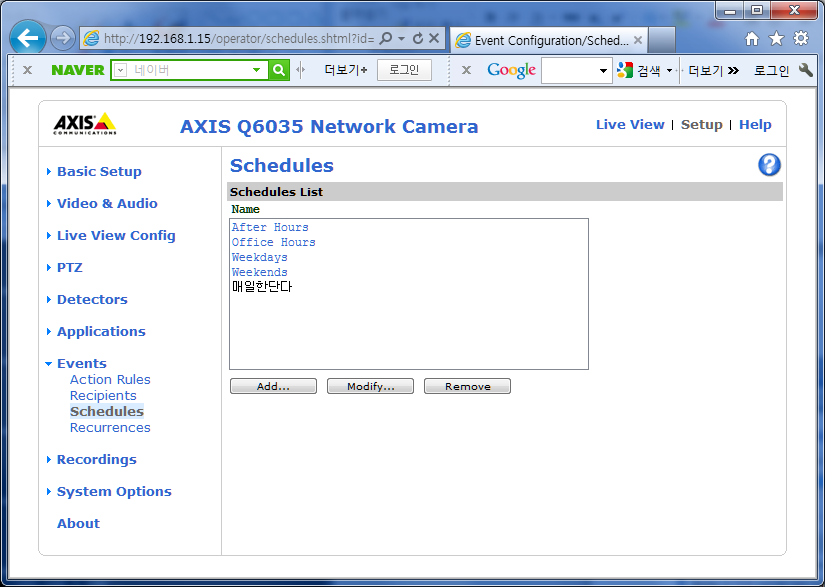 http://192.168.1.15/operator/schedules.shtml?id=
Event Configuration/Sched...
NAVER 네이버 더보기+ 로그인 Google 검색 더보기 » 로그인
AXIS COMMUNICATIONS
AXIS Q6035 Network Camera
Live View | Setup | Help
Basic Setup
Video & Audio
Live View Config
PTZ
Detectors
Applications
Events
Action Rules
Recipients
Schedules
Recurrences
Recordings
System Options
About
Schedules
Schedules List
Name
After Hours
Office Hours
Weekdays
Weekends
매일한단다
Add... Modify... Remove